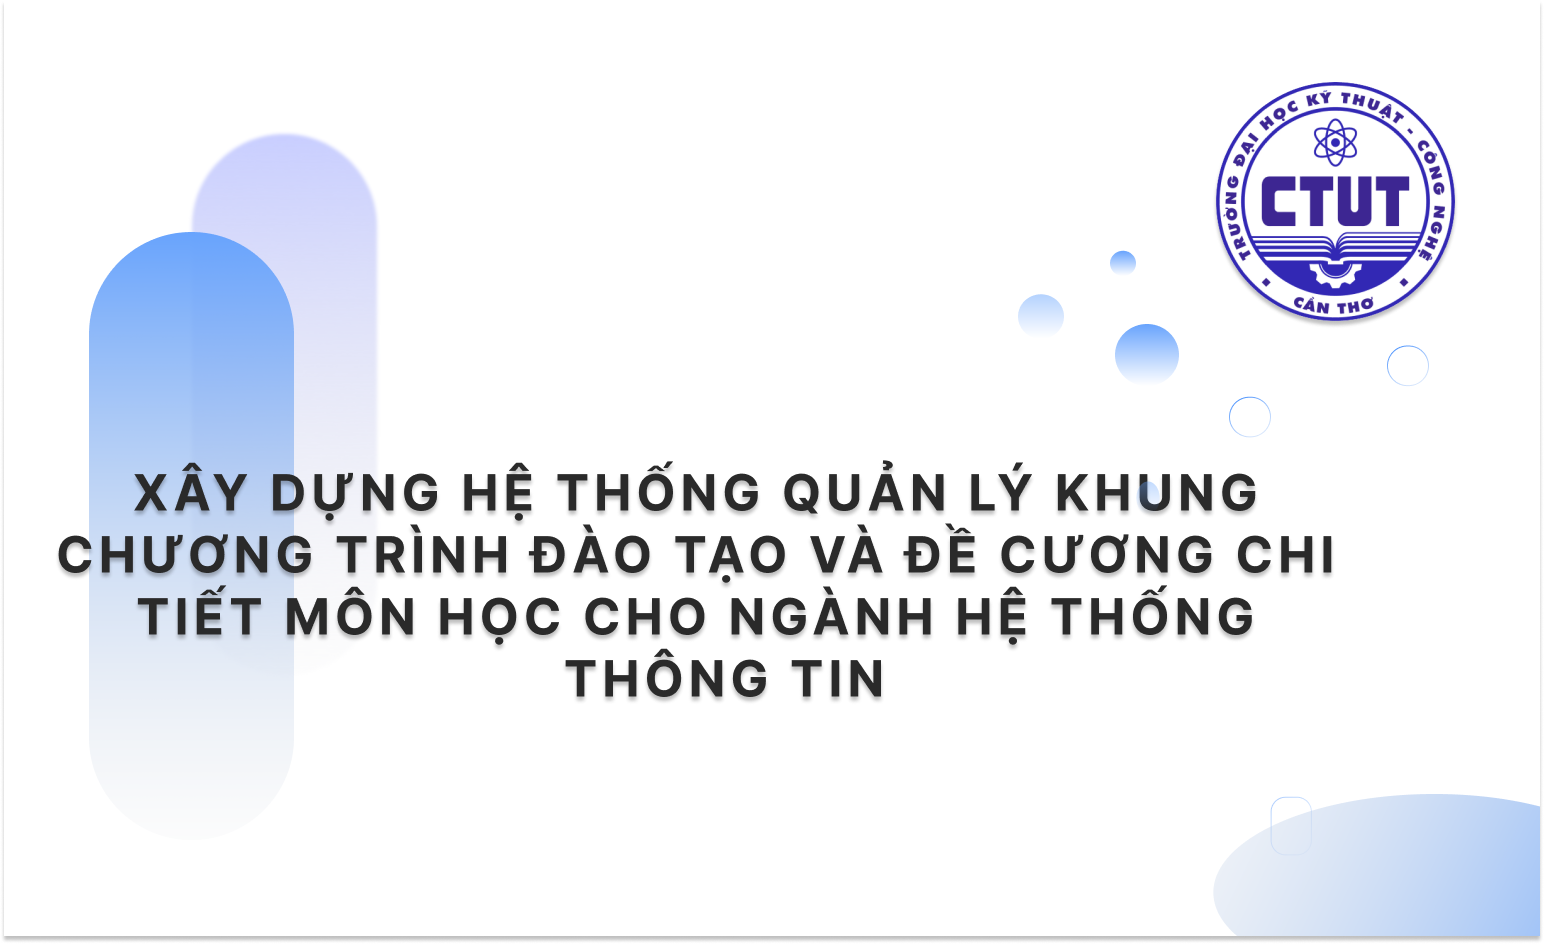 TRƯỜNG ĐẠI HỌC KỸ THUẬT - CÔNG NGHỆ
CTUT
CẦN THƠ
XÂY DỰNG HỆ THỐNG QUẢN LÝ KHUNG
CHƯƠNG TRÌNH ĐÀO TẠO VÀ ĐỀ CƯƠNG CHI
TIẾT MÔN HỌC CHO NGÀNH HỆ THỐNG
THÔNG TIN